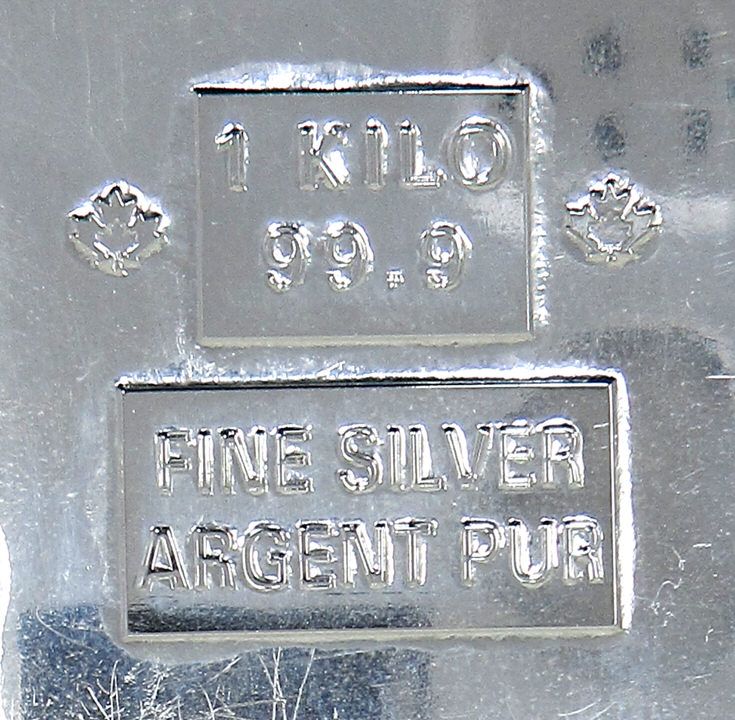 1 KILO
99.9
FINE SILVER
ARGENT PUR